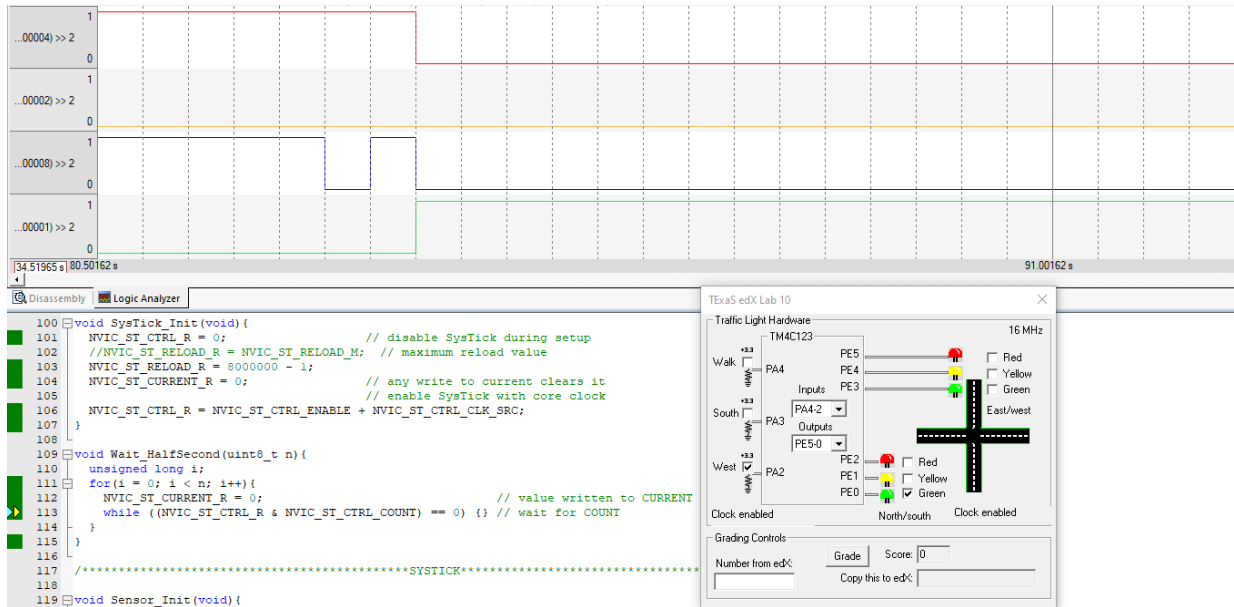 1
...00004) >> 2
0
1
...00002) >> 2
0
1
...00008) >> 2
0
1
...00001) >> 2
0
34.51965 s 80.50162 s 91.00162 s
Disassembly Logic Analyzer
100 void SysTick_Init(void){
101 NVIC_ST_CTRL_R = 0; // disable SysTick during setup
102 //NVIC_ST_RELOAD_R = NVIC_ST_RELOAD_M; // maximum reload value
103 NVIC_ST_RELOAD_R = 8000000 - 1;
104 NVIC_ST_CURRENT_R = 0; // any write to current clears it
105 // enable SysTick with core clock
106 NVIC_ST_CTRL_R = NVIC_ST_CTRL_ENABLE + NVIC_ST_CTRL_CLK_SRC;
107 }
108
109 void Wait_HalfSecond(uint8_t n){
110 unsigned long i;
111 for(i = 0; i < n; i++){
112 NVIC_ST_CURRENT_R = 0; // value written to CURRENT
113 while ((NVIC_ST_CTRL_R & NVIC_ST_CTRL_COUNT) == 0) {} // wait for COUNT
114 }
115 }
116
117 /*********************************************SYSTICK*********************************
118
119 void Sensor_Init(void){
TExaS edX Lab 10
Traffic Light Hardware
16 MHz
TM4C123
+3.3
Walk
PA4
PE5
PE4
PE3
Red
Yellow
Green
East/west
Inputs
PA4-2
+3.3
South
PA3
Outputs
PE5-0
+3.3
West
PA2
PE2
PE1
PE0
Red
Yellow
Green
Clock enabled
North/south
Clock enabled
Grading Controls
Number from edX:
Grade
Score: 0
Copy this to edX: